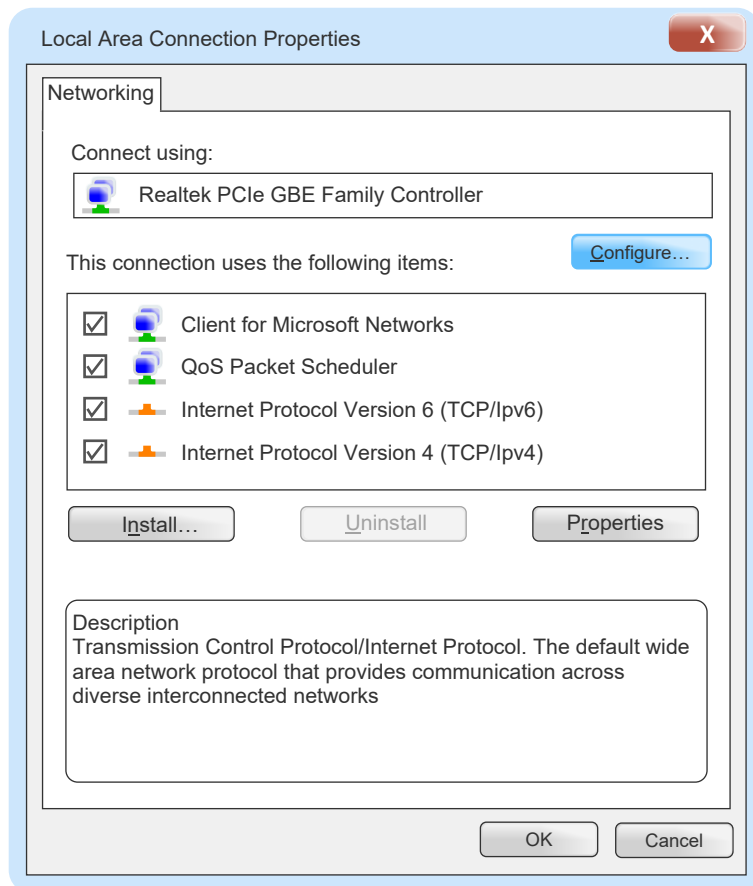 Local Area Connection Properties
X
Networking
Connect using:
Realtek PCIe GBE Family Controller
Configure…
This connection uses the following items:
Client for Microsoft Networks
QoS Packet Scheduler
Internet Protocol Version 6 (TCP/Ipv6)
Internet Protocol Version 4 (TCP/Ipv4)
Install…
Uninstall
Properties
Description
Transmission Control Protocol/Internet Protocol. The default wide
area network protocol that provides communication across
diverse interconnected networks
OK
Cancel